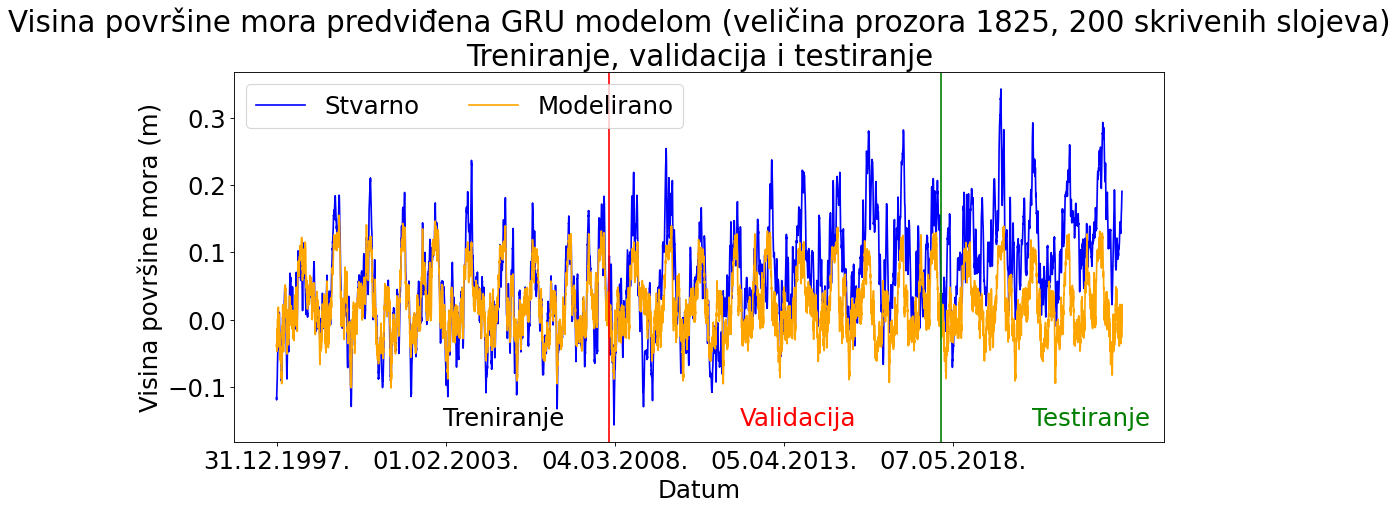 Visina površine mora predviđena GRU modelom (veličina prozora 1825, 200 skrivenih slojeva)
Treniranje, validacija i testiranje
Stvarno Modelirano
Visina površine mora (m)
0.3
0.2
0.1
0.0
−0.1
Treniranje Validacija Testiranje
31.12.1997. 01.02.2003. 04.03.2008. 05.04.2013. 07.05.2018.
Datum